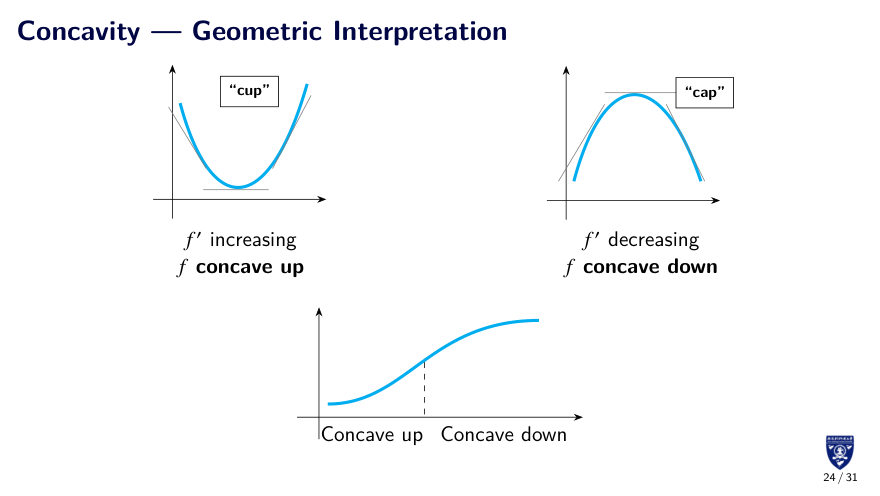 Concavity — Geometric Interpretation
“cup”
f′ increasing
f concave up
“cap”
f′ decreasing
f concave down
Concave up Concave down
24 / 31